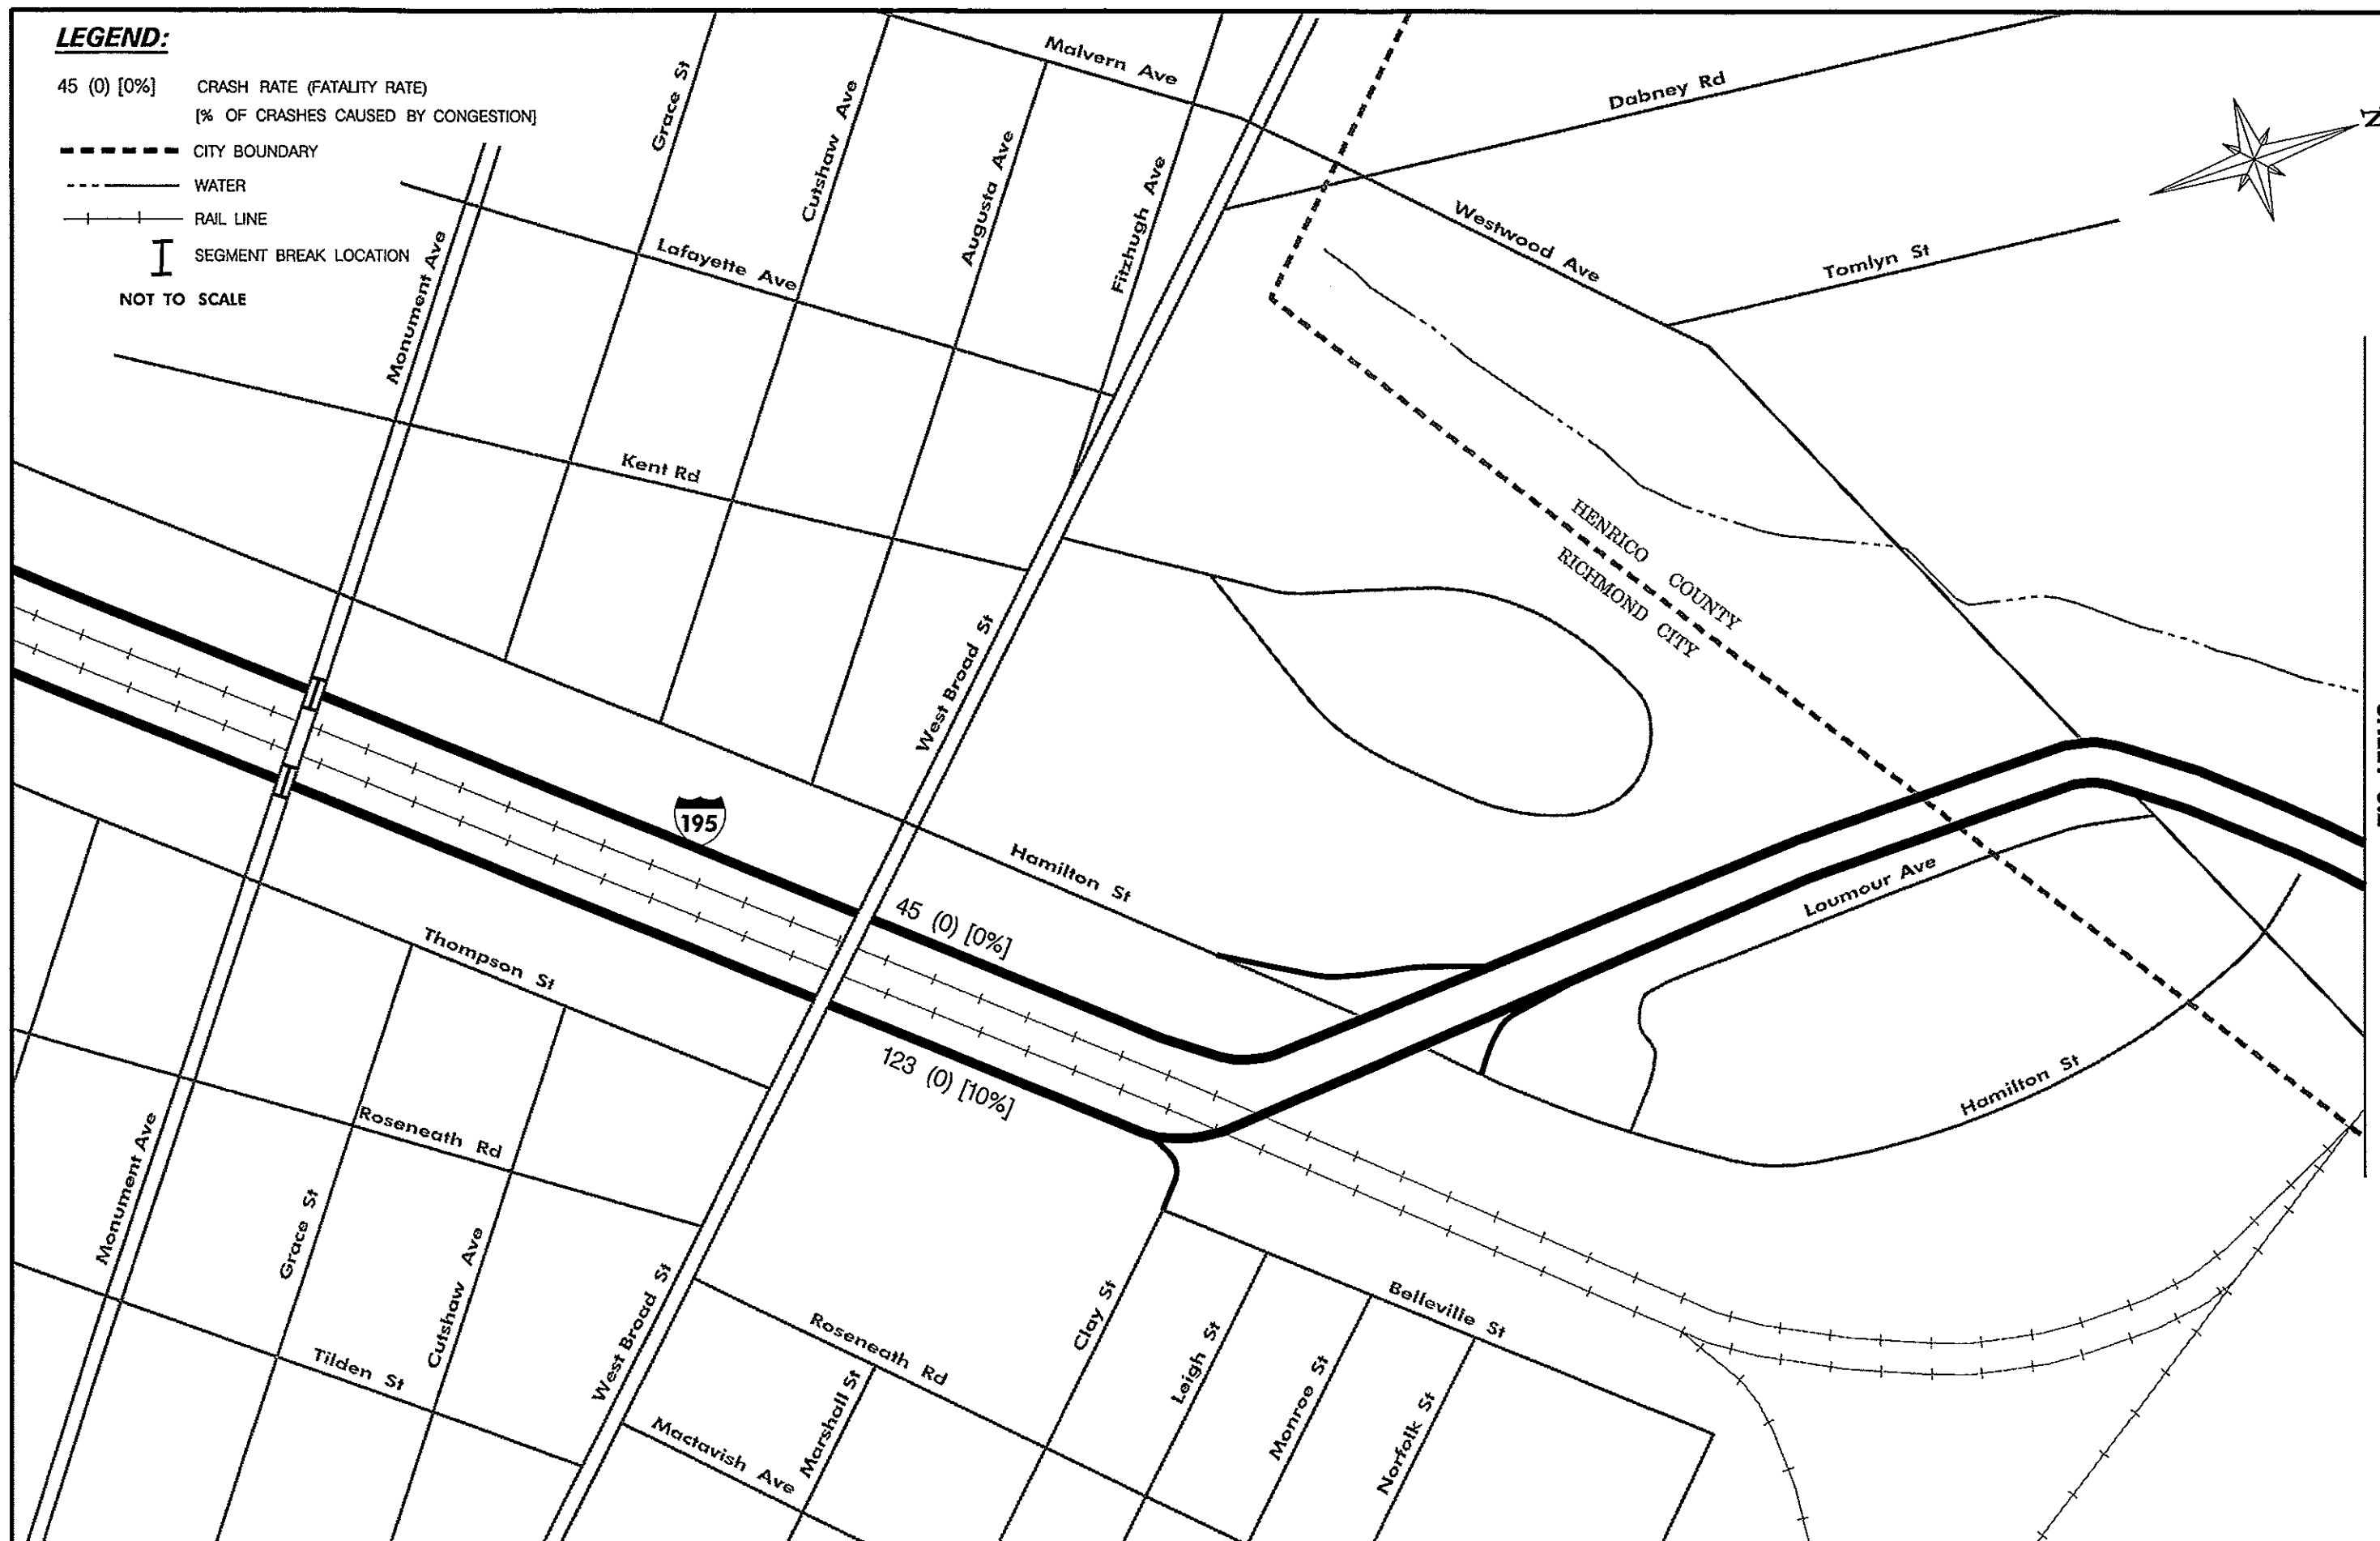 LEGEND:
45 (0) [0%] CRASH RATE (FATALITY RATE)
[% OF CRASHES CAUSED BY CONGESTION]
CITY BOUNDARY
WATER
RAIL LINE
SEGMENT BREAK LOCATION
NOT TO SCALE
Grace St
Cutshaw Ave
Malvern Ave
Augusta Ave
Fitzhugh Ave
Dabney Rd
N
Monument Ave
Lafayette Ave
Westwood Ave
Tomlyn St
Kent Rd
HENRICO COUNTY
RICHMOND CITY
West Broad St
195
Hamilton St
45 (0) [0%]
Loumour Ave
Thompson St
123 (0) [10%]
Hamilton St
Monument Ave
Roseneath Rd
Grace St
Cutshaw Ave
West Broad St
Tilden St
Roseneath Rd
Clay St
Leigh St
Belleville St
Monroe St
Norfolk St
Marshall St
Mactavish Ave